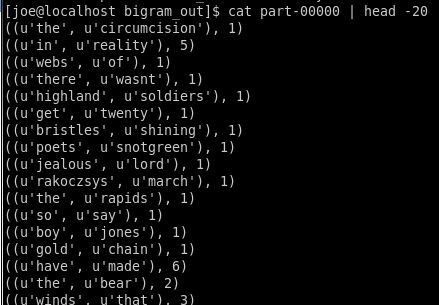 [joe@localhost bigram_out]$ cat part-00000 | head -20
((u'the', u'circumcision'), 1)
((u'in', u'reality'), 5)
((u'webs', u'of'), 1)
((u'there', u'wasnt'), 1)
((u'highland', u'soldiers'), 1)
((u'get', u'twenty'), 1)
((u'bristles', u'shining'), 1)
((u'poets', u'snotgreen'), 1)
((u'jealous', u'lord'), 1)
((u'rakoczsys', u'march'), 1)
((u'the', u'rapids'), 1)
((u'so', u'say'), 1)
((u'boy', u'jones'), 1)
((u'gold', u'chain'), 1)
((u'have', u'made'), 6)
((u'the', u'bear'), 2)
((u'winds', u'that'), 3)